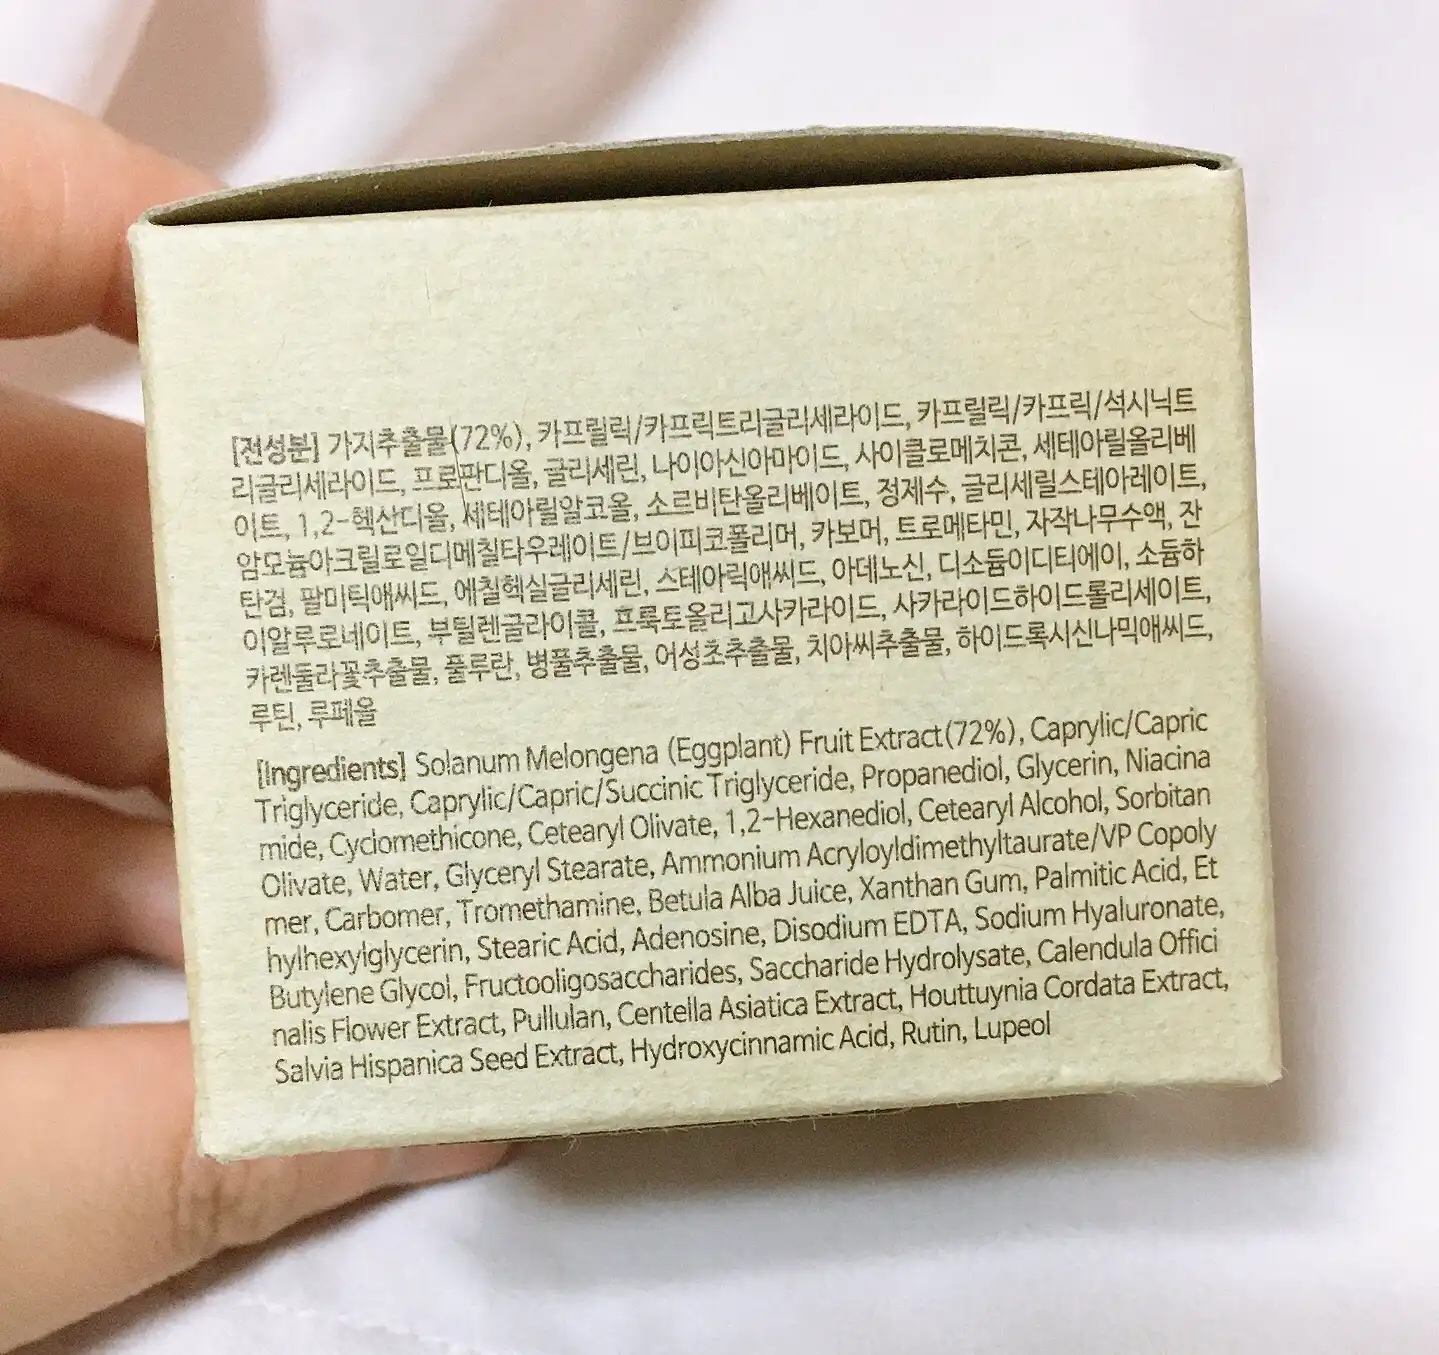 [전성분] 가지추출물(72%), 카프릴릭/카프릭트리글리세라이드, 카프릴릭/카프릭/석시닉트
리글리세라이드, 프로판디올, 글리세린, 나이아신아마이드, 사이클로메치콘, 세테아릴올리베
이트, 1,2-헥산디올, 세테아릴알코올, 소르비탄올리베이트, 정제수, 글리세릴스테아레이트,
암모늄아크릴로일디메칠타우레이트/브이피코폴리머, 카보머, 트로메타민, 자작나무수액, 잔
탄검, 팔미틱애씨드, 에칠헥실글리세린, 스테아릭애씨드, 아데노신, 디소듐이디티에이, 소듐하
이알루로네이트, 부틸렌글라이콜, 프룩토올리고사카라이드, 사카라이드하이드롤리세이트,
카렌둘라꽃추출물, 풀루란, 병풀추출물, 어성초추출물, 치아씨추출물, 하이드록시신나믹애씨드,
루틴, 루페올
[Ingredients] Solanum Melongena (Eggplant) Fruit Extract(72%), Caprylic/Capric
Triglyceride, Caprylic/Capric/Succinic Triglyceride, Propanediol, Glycerin, Niacina
mide, Cyclomethicone, Cetearyl Olivate, 1,2-Hexanediol, Cetearyl Alcohol, Sorbitan
Olivate, Water, Glyceryl Stearate, Ammonium Acryloyldimethyltaurate/VP Copoly
mer, Carbomer, Tromethamine, Betula Alba Juice, Xanthan Gum, Palmitic Acid, Et
hylhexylglycerin, Stearic Acid, Adenosine, Disodium EDTA, Sodium Hyaluronate,
Butylene Glycol, Fructooligosaccharides, Saccharide Hydrolysate, Calendula Offici
nalis Flower Extract, Pullulan, Centella Asiatica Extract, Houttuynia Cordata Extract,
Salvia Hispanica Seed Extract, Hydroxycinnamic Acid, Rutin, Lupeol